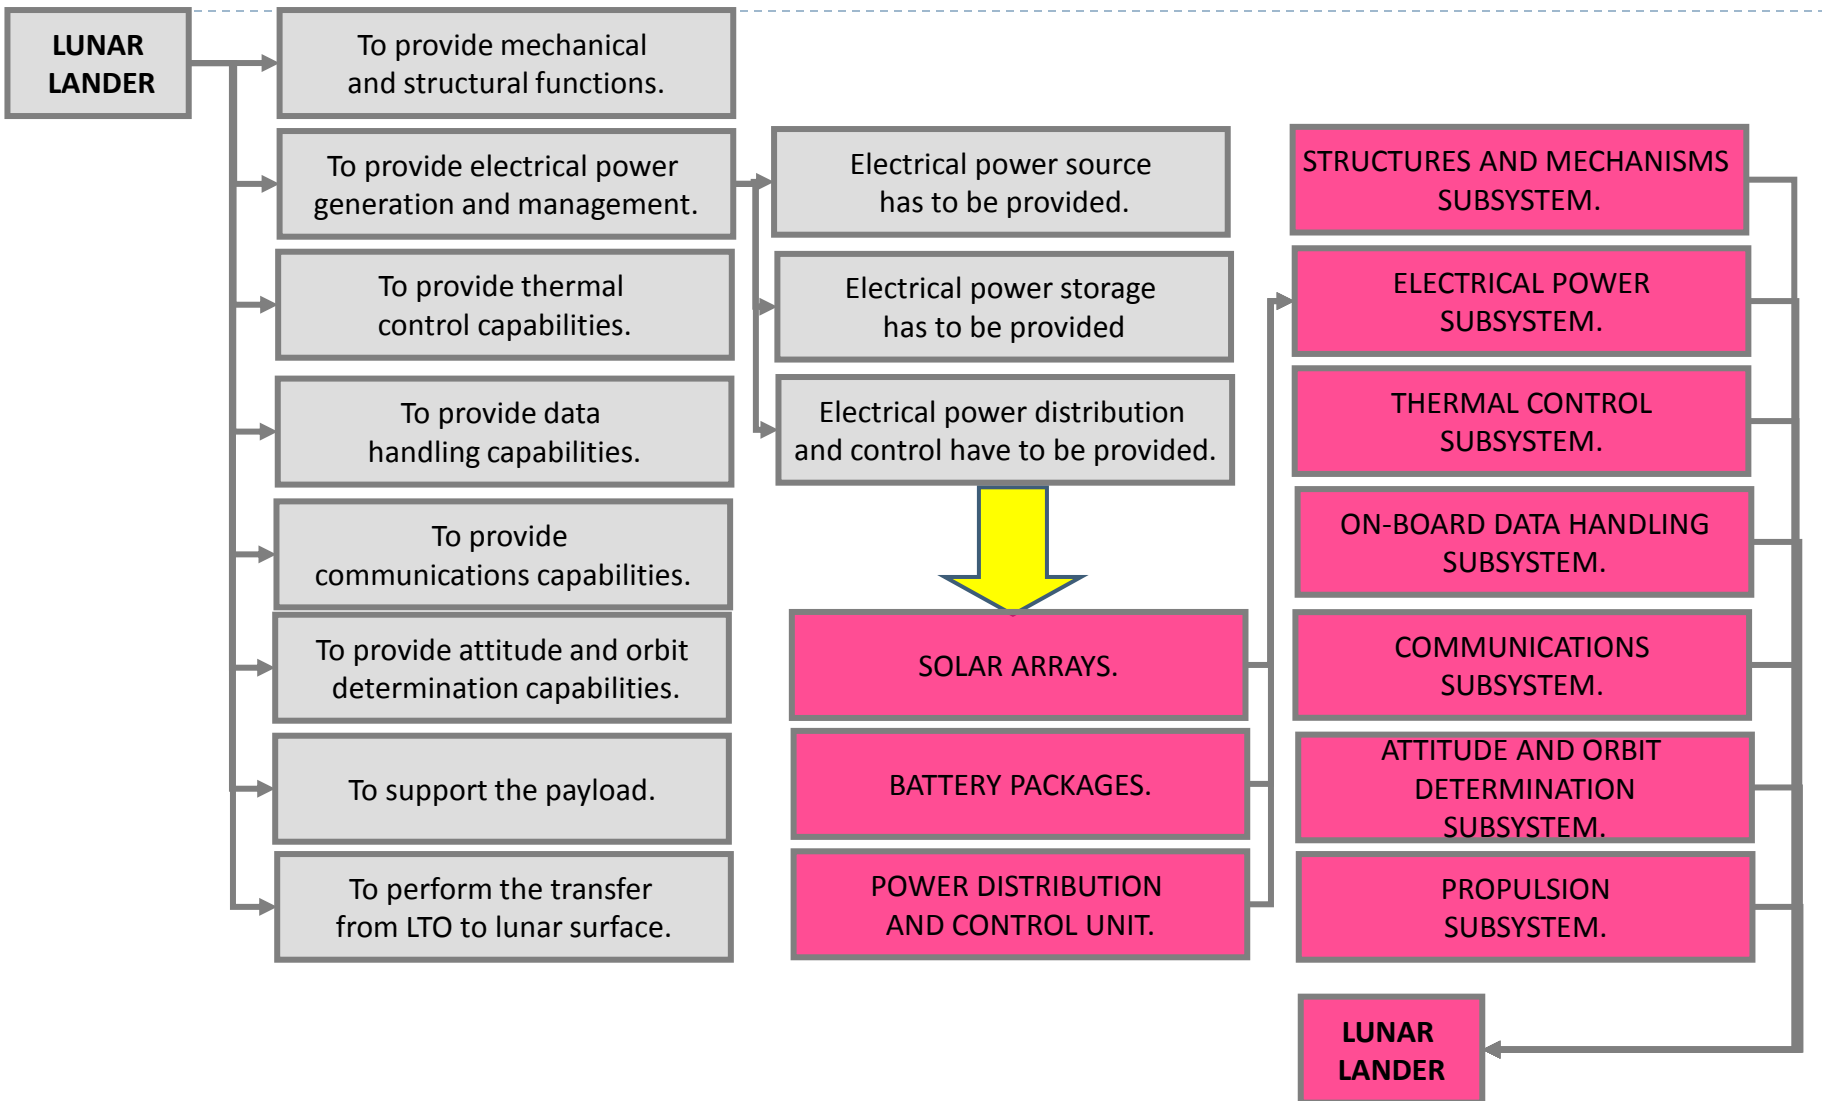 LUNAR
LANDER
To provide mechanical
and structural functions.
To provide electrical power
generation and management.
To provide thermal
control capabilities.
To provide data
handling capabilities.
To provide
communications capabilities.
To provide attitude and orbit
determination capabilities.
To support the payload.
To perform the transfer
from LTO to lunar surface.
Electrical power source
has to be provided.
Electrical power storage
has to be provided
Electrical power distribution
and control have to be provided.
SOLAR ARRAYS.
BATTERY PACKAGES.
POWER DISTRIBUTION
AND CONTROL UNIT.
STRUCTURES AND MECHANISMS
SUBSYSTEM.
ELECTRICAL POWER
SUBSYSTEM.
THERMAL CONTROL
SUBSYSTEM.
ON-BOARD DATA HANDLING
SUBSYSTEM.
COMMUNICATIONS
SUBSYSTEM.
ATTITUDE AND ORBIT
DETERMINATION
SUBSYSTEM.
PROPULSION
SUBSYSTEM.
LUNAR
LANDER